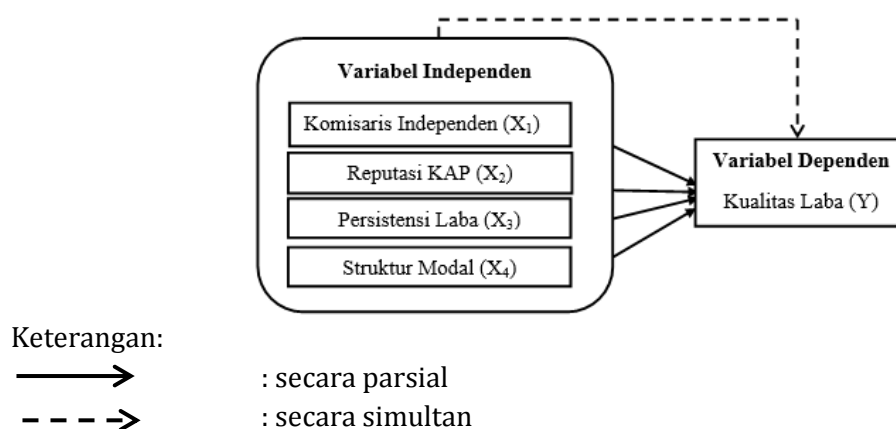 Variabel Independen
Komisaris Independen (X₁)
Reputasi KAP (X₂)
Persistensi Laba (X₃)
Struktur Modal (X₄)
Variabel Dependen
Kualitas Laba (Y)
Keterangan:
: secara parsial
: secara simultan